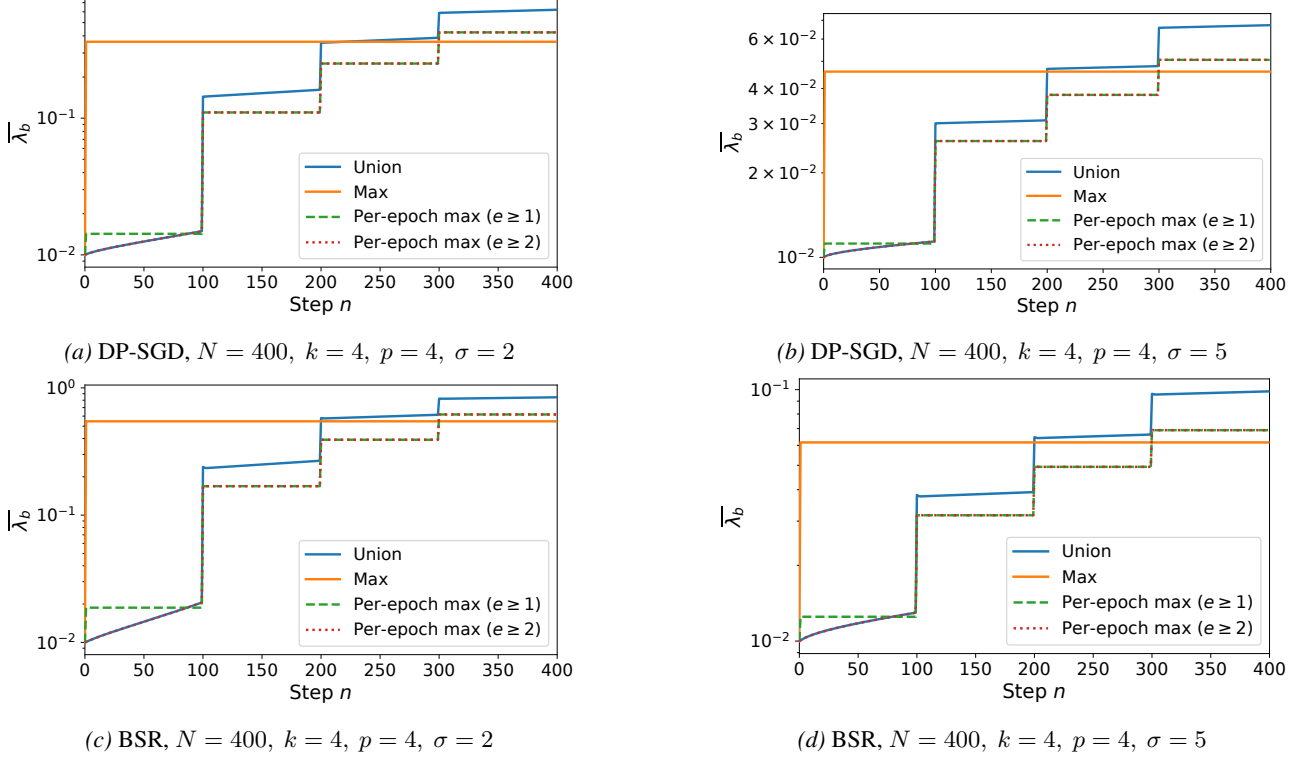 10⁻¹
10⁻²
λ_b
Union
Max
Per-epoch max (e ≥ 1)
Per-epoch max (e ≥ 2)
0 50 100 150 200 250 300 350 400
Step n
(a) DP-SGD, N = 400, k = 4, p = 4, σ = 2
6 × 10⁻²
4 × 10⁻²
3 × 10⁻²
2 × 10⁻²
10⁻²
λ_b
Union
Max
Per-epoch max (e ≥ 1)
Per-epoch max (e ≥ 2)
0 50 100 150 200 250 300 350 400
Step n
(b) DP-SGD, N = 400, k = 4, p = 4, σ = 5
10⁰
10⁻¹
10⁻²
λ_b
Union
Max
Per-epoch max (e ≥ 1)
Per-epoch max (e ≥ 2)
0 50 100 150 200 250 300 350 400
Step n
(c) BSR, N = 400, k = 4, p = 4, σ = 2
10⁻¹
10⁻²
λ_b
Union
Max
Per-epoch max (e ≥ 1)
Per-epoch max (e ≥ 2)
0 50 100 150 200 250 300 350 400
Step n
(d) BSR, N = 400, k = 4, p = 4, σ = 5